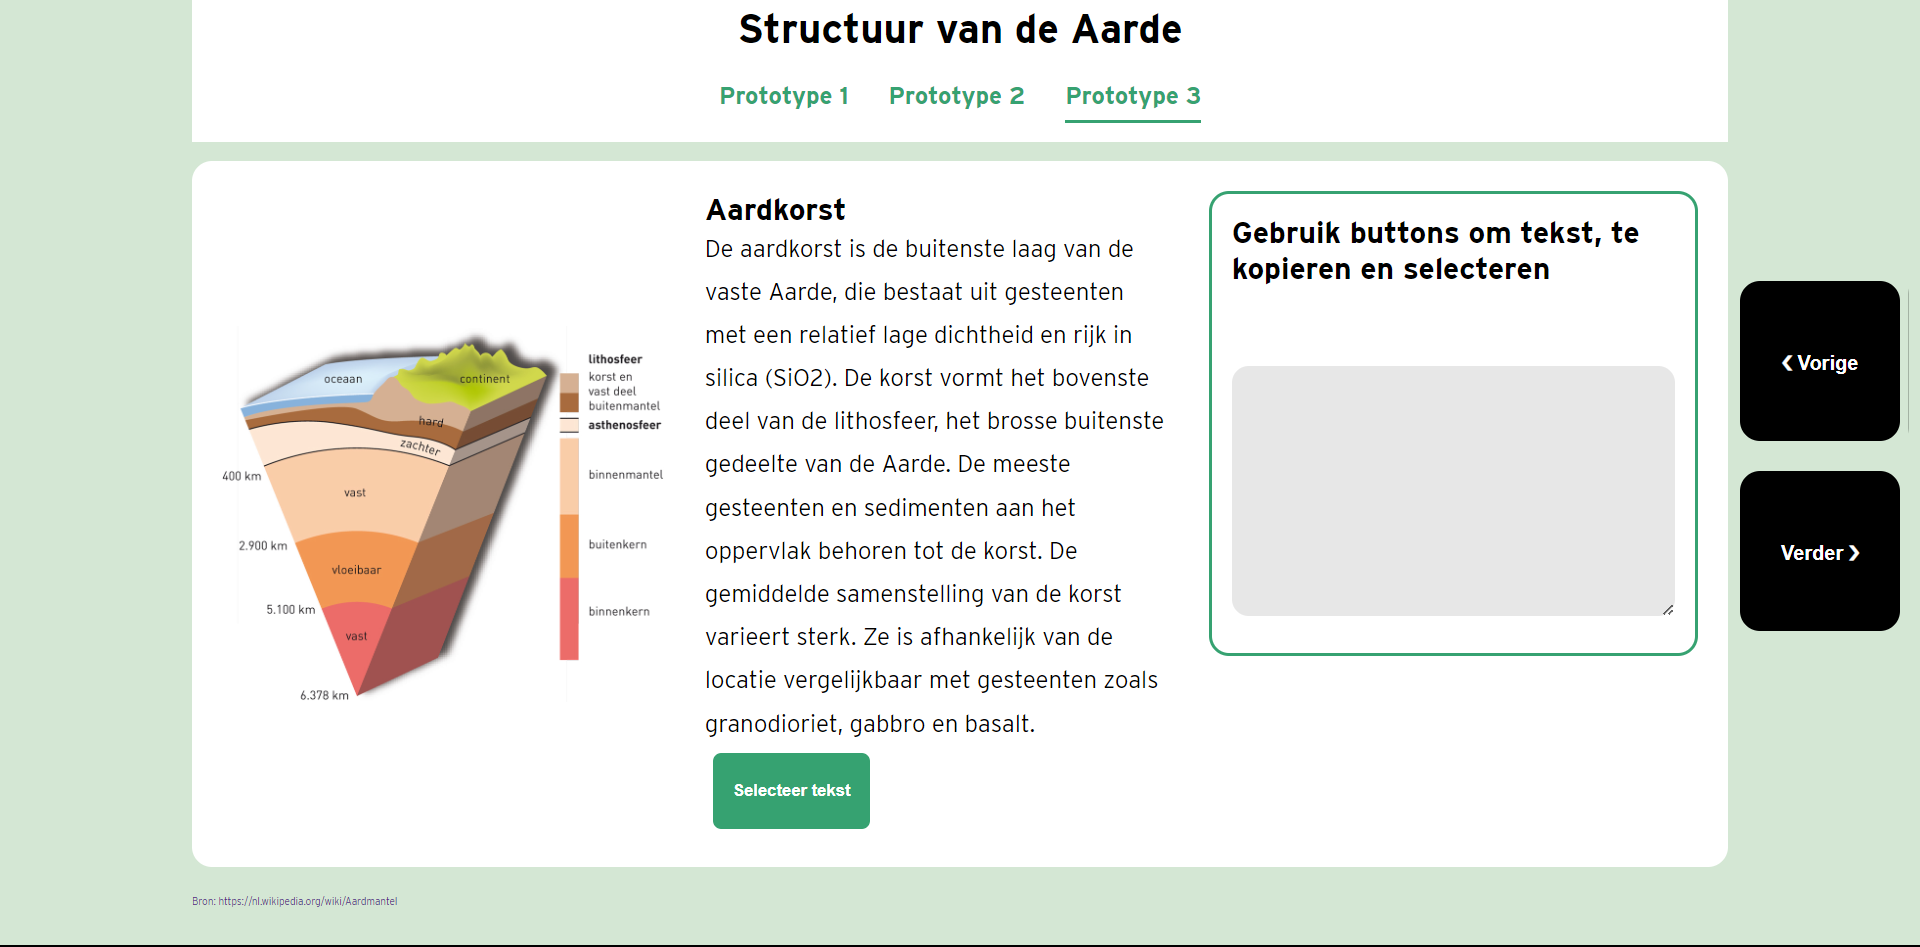 Structuur van de Aarde
Prototype 1
Prototype 2
Prototype 3
oceaan
continent
hard
zachter
400 km
vast
2.900 km
vloeibaar
5.100 km
vast
6.378 km
lithosfeer
korst en
vast deel
buitenmantel
asthenosfeer
binnenmantel
buitenkern
binnenkern
Aardkorst
De aardkorst is de buitenste laag van de
vaste Aarde, die bestaat uit gesteenten
met een relatief lage dichtheid en rijk in
silica (SiO2). De korst vormt het bovenste
deel van de lithosfeer, het brosse buitenste
gedeelte van de Aarde. De meeste
gesteenten en sedimenten aan het
oppervlak behoren tot de korst. De
gemiddelde samenstelling van de korst
varieert sterk. Ze is afhankelijk van de
locatie vergelijkbaar met gesteenten zoals
granodioriet, gabbro en basalt.
Selecteer tekst
Gebruik buttons om tekst, te
kopieren en selecteren
❮ Vorige
Verder ❯
Bron: https://nl.wikipedia.org/wiki/Aardmantel